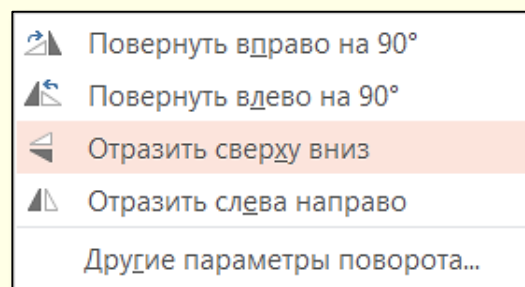 Повернуть вправо на 90°
Повернуть влево на 90°
Отразить сверху вниз
Отразить слева направо
Другие параметры поворота...